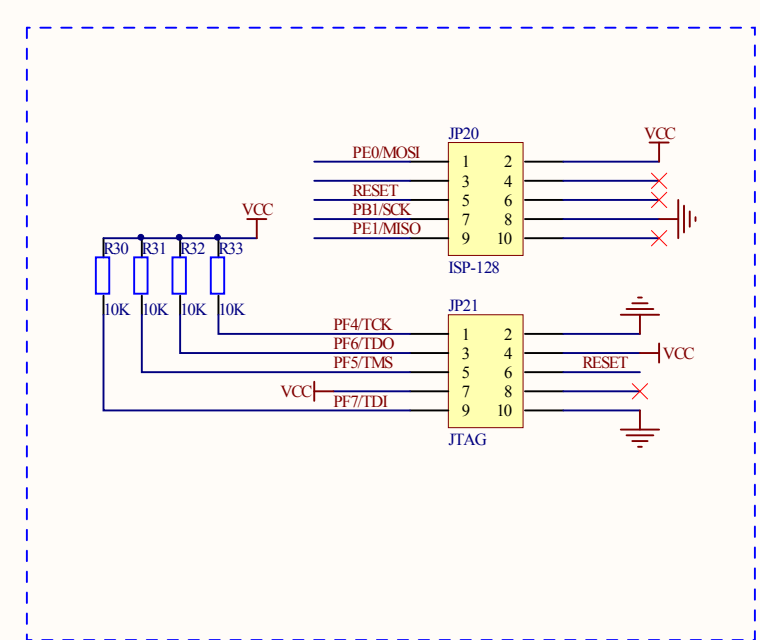 JP20 VCC
PE0/MOSI 1 2
3 4
RESET 5 6
PB1/SCK 7 8
PE1/MISO 9 10
ISP-128
VCC
R30 R31 R32 R33
10K 10K 10K 10K
JP21
PF4/TCK 1 2
PF6/TDO 3 4 VCC
PF5/TMS 5 6 RESET
VCC 7 8
PF7/TDI 9 10
JTAG